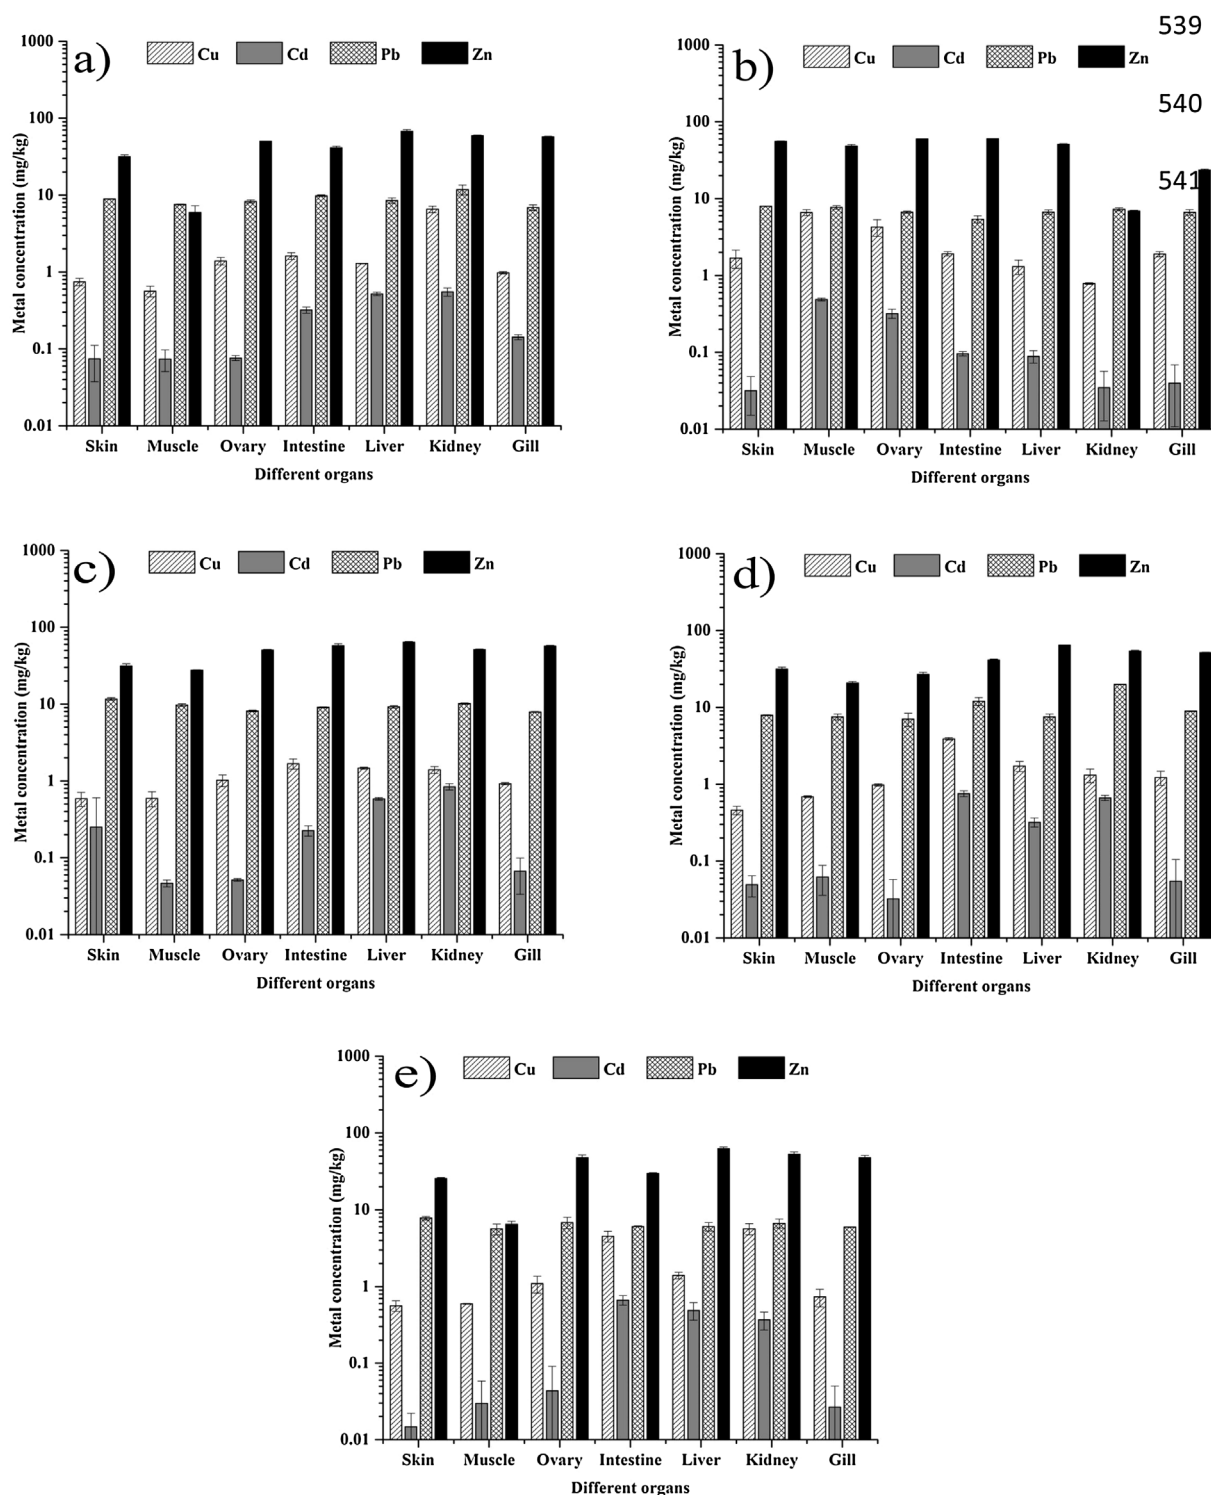 539
540
541
a)
Cu Cd Pb Zn
1000
100
10
1
0.1
0.01
Metal concentration (mg/kg)
Skin Muscle Ovary Intestine Liver Kidney Gill
Different organs
b)
Cu Cd Pb Zn
1000
100
10
1
0.1
0.01
Metal concentration (mg/kg)
Skin Muscle Ovary Intestine Liver Kidney Gill
Different organs
c)
Cu Cd Pb Zn
1000
100
10
1
0.1
0.01
Metal concentration (mg/kg)
Skin Muscle Ovary Intestine Liver Kidney Gill
Different organs
d)
Cu Cd Pb Zn
1000
100
10
1
0.1
0.01
Metal concentration (mg/kg)
Skin Muscle Ovary Intestine Liver Kidney Gill
Different organs
e)
Cu Cd Pb Zn
1000
100
10
1
0.1
0.01
Metal concentration (mg/kg)
Skin Muscle Ovary Intestine Liver Kidney Gill
Different organs